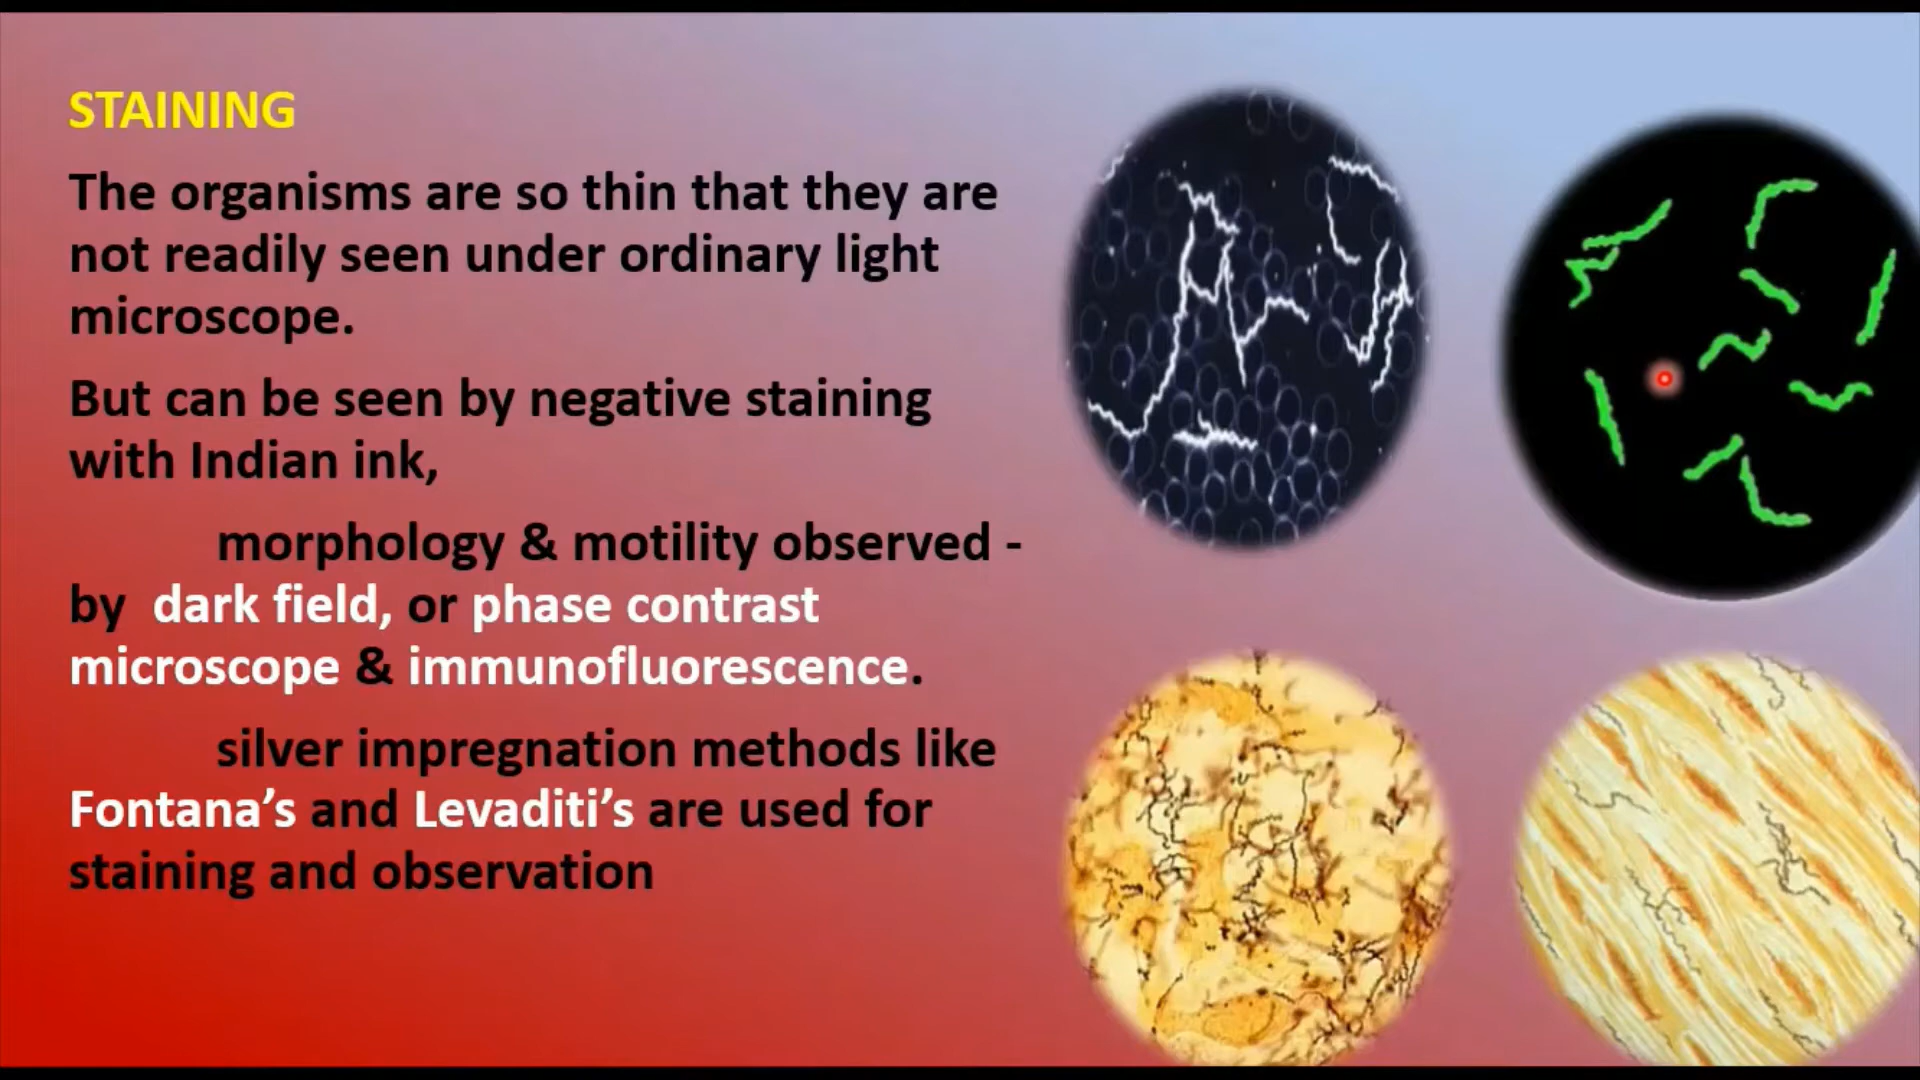 STAINING
The organisms are so thin that they are
not readily seen under ordinary light
microscope.
But can be seen by negative staining
with Indian ink,
morphology & motility observed -
by dark field, or phase contrast
microscope & immunofluorescence.
silver impregnation methods like
Fontana’s and Levaditi’s are used for
staining and observation